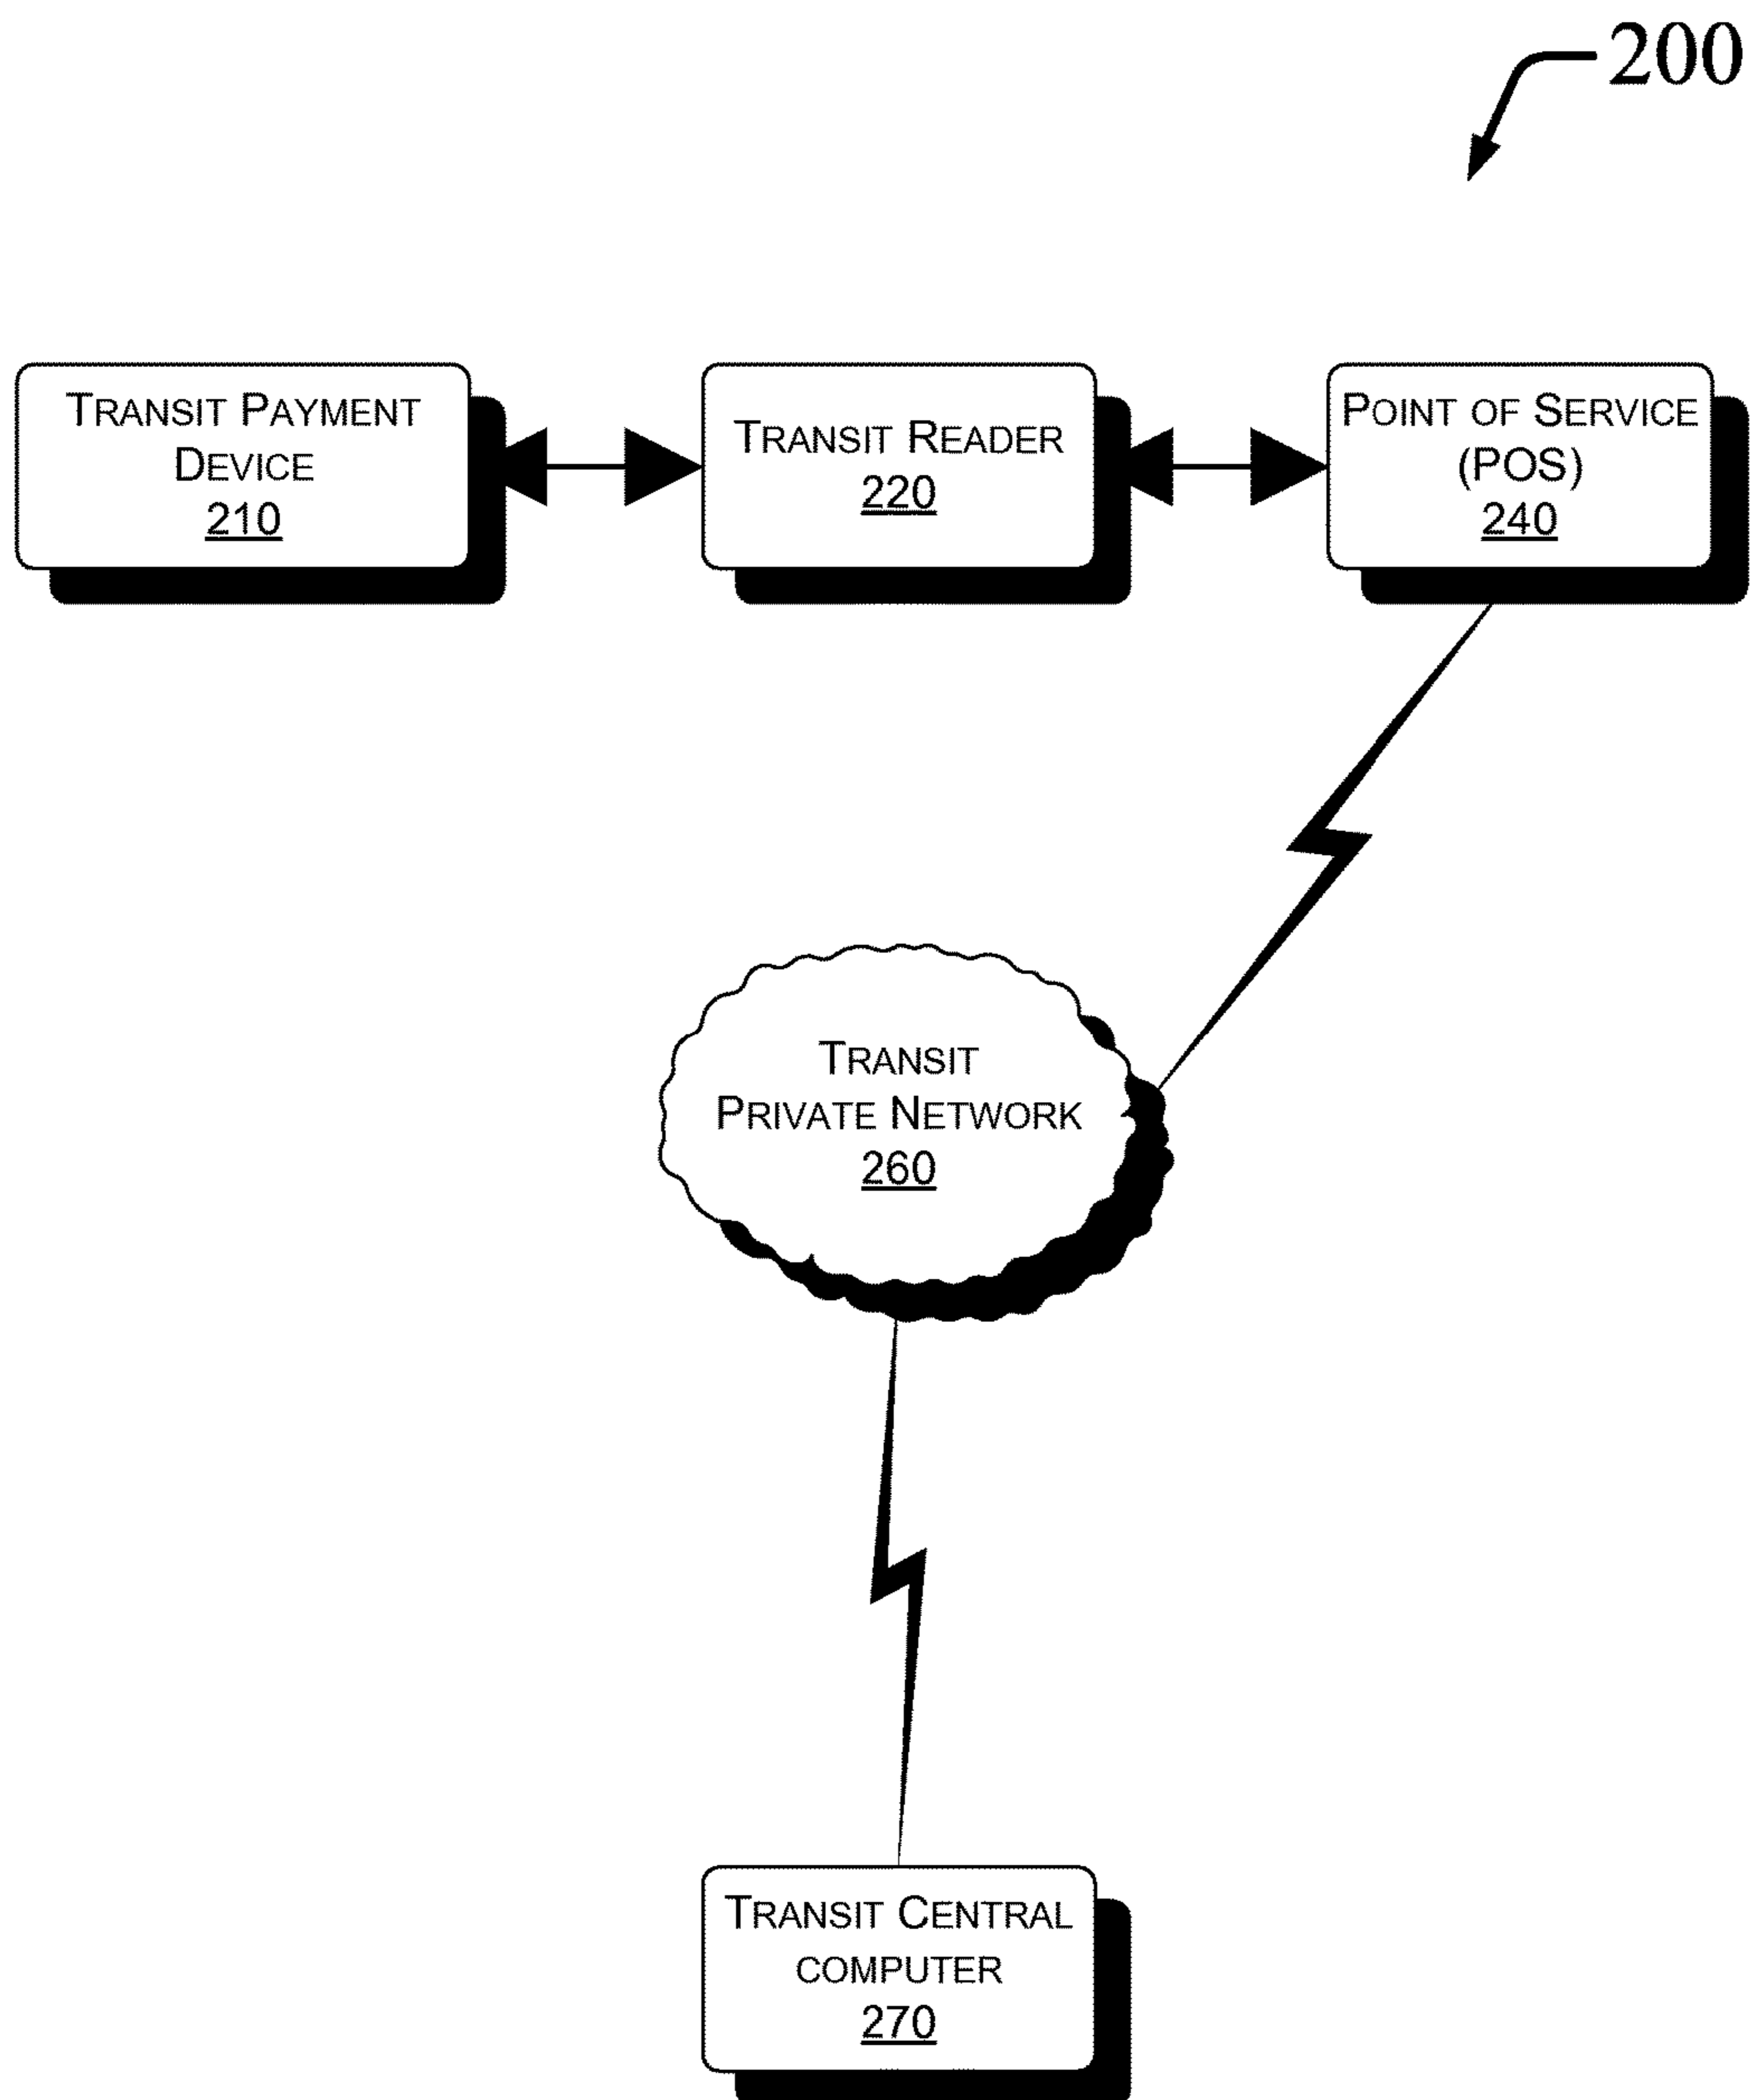 200
TRANSIT PAYMENT
DEVICE
210
TRANSIT READER
220
POINT OF SERVICE
(POS)
240
TRANSIT
PRIVATE NETWORK
260
TRANSIT CENTRAL
COMPUTER
270